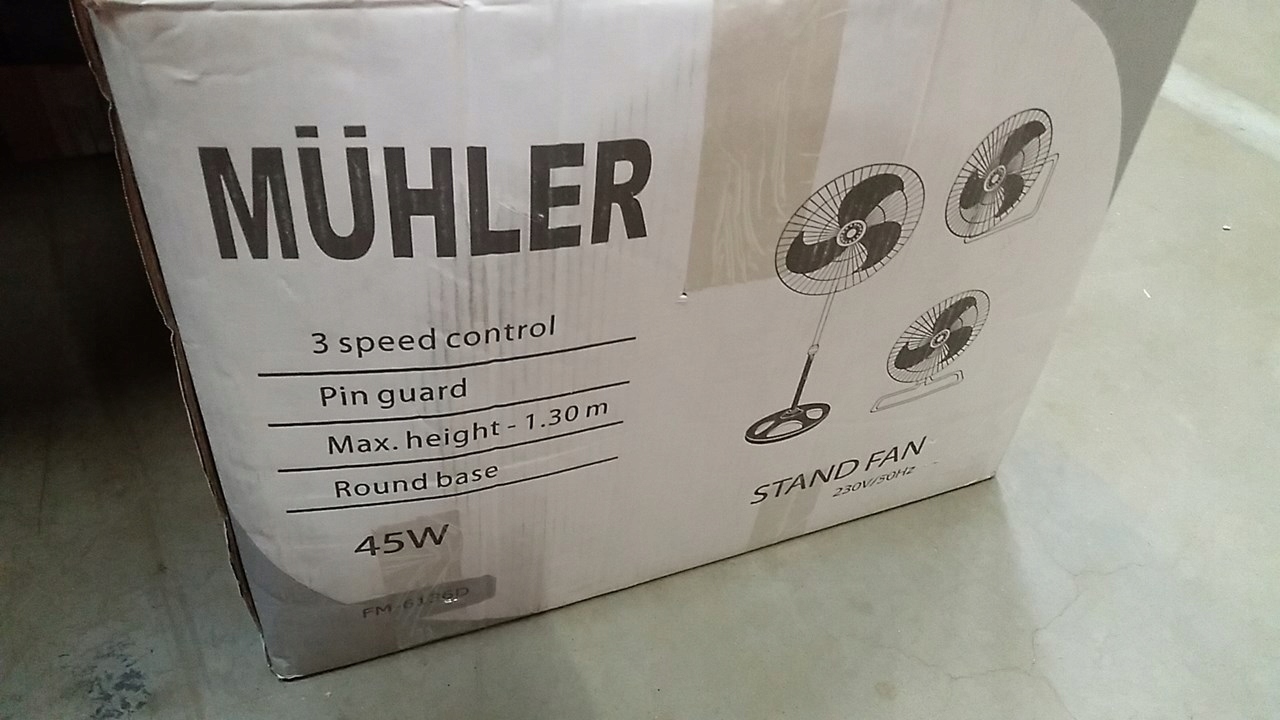 MÜHLER
3 speed control
Pin guard
Max. height - 1.30 m
Round base
45W
STAND FAN
230V/50Hz